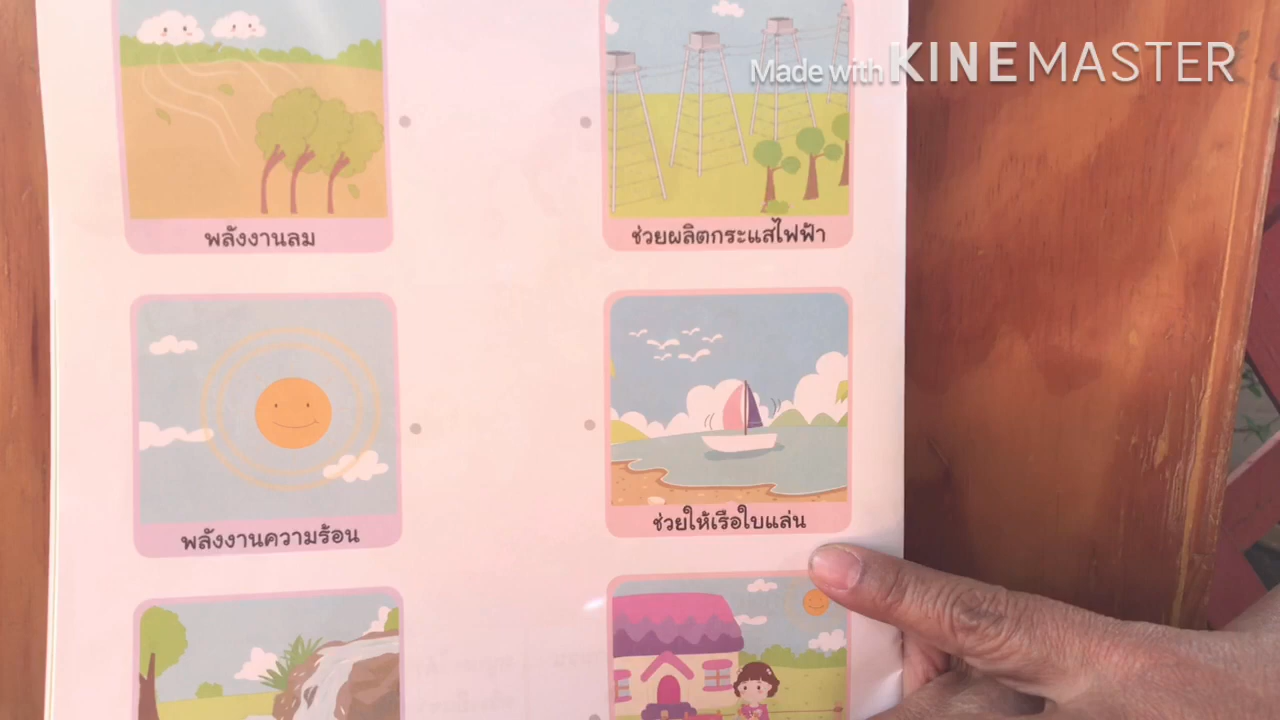 Made with KINEMASTER
พลังงานลม
ช่วยผลิตกระแสไฟฟ้า
พลังงานความร้อน
ช่วยให้เรือใบแล่น